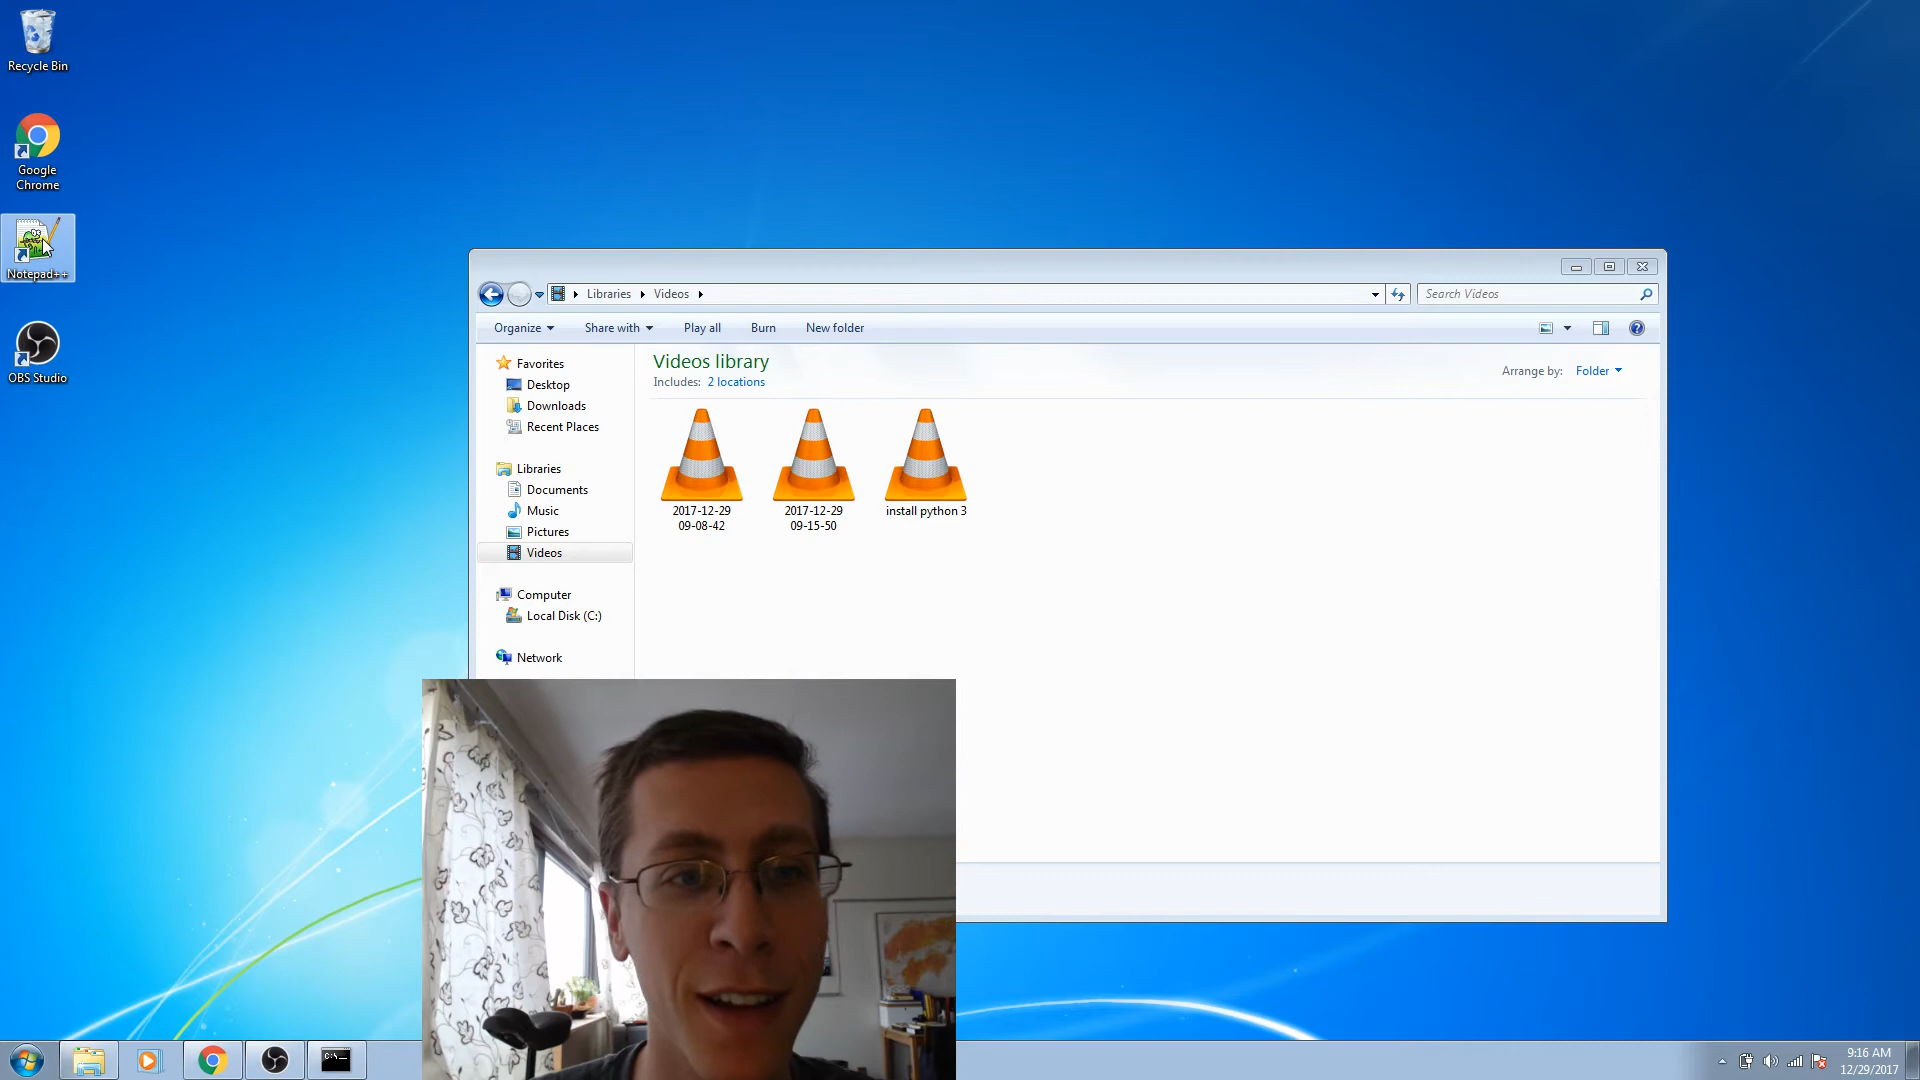 Recycle Bin
Google
Chrome
Notepad++
OBS Studio
Libraries
Videos
Search Videos
Organize
Share with
Play all
Burn
New folder
Favorites
Desktop
Downloads
Recent Places
Libraries
Documents
Music
Pictures
Videos
Computer
Local Disk (C:)
Network
Videos library
Includes: 2 locations
Arrange by: Folder
2017-12-29
09-08-42
2017-12-29
09-15-50
install python 3
C:\_
9:16 AM
12/29/2017